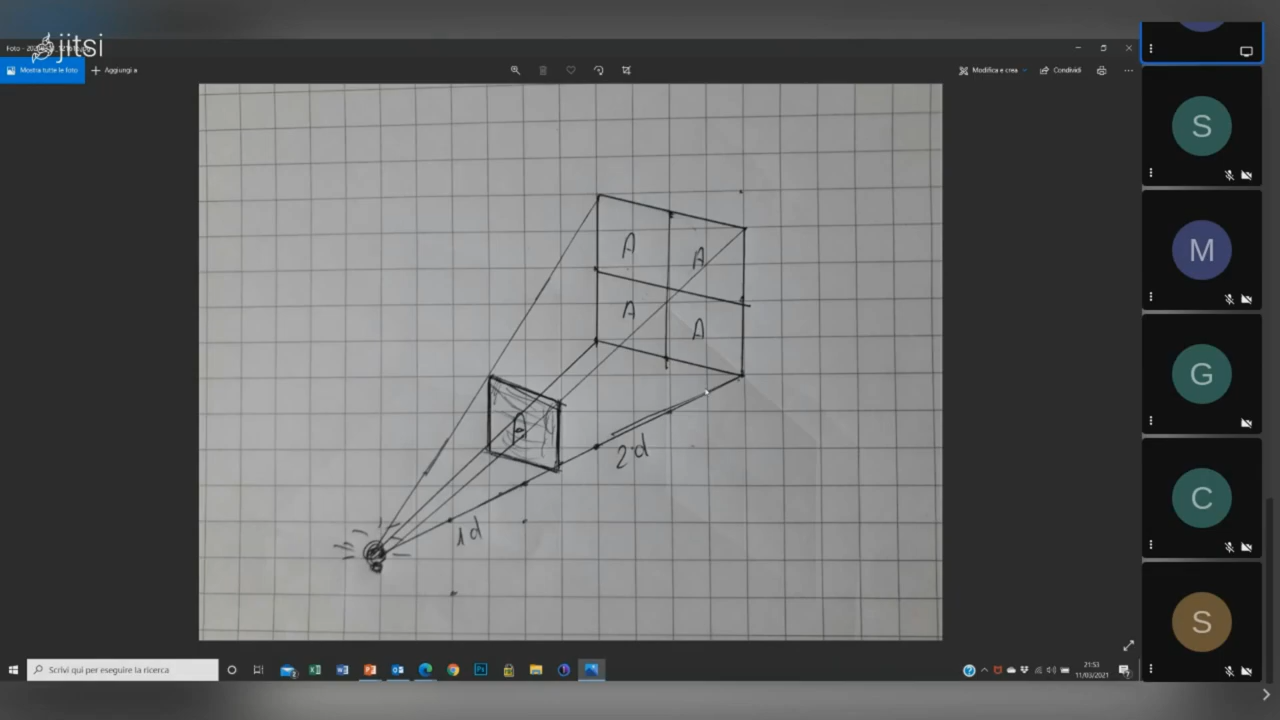 jitsi
Mostra tutte le foto
Aggiungi a
Modifica e crea
Condividi
A
A
A
A
A
2d
1d
S
M
G
C
S
Scrivi qui per eseguire la ricerca
21:53
11/03/2021